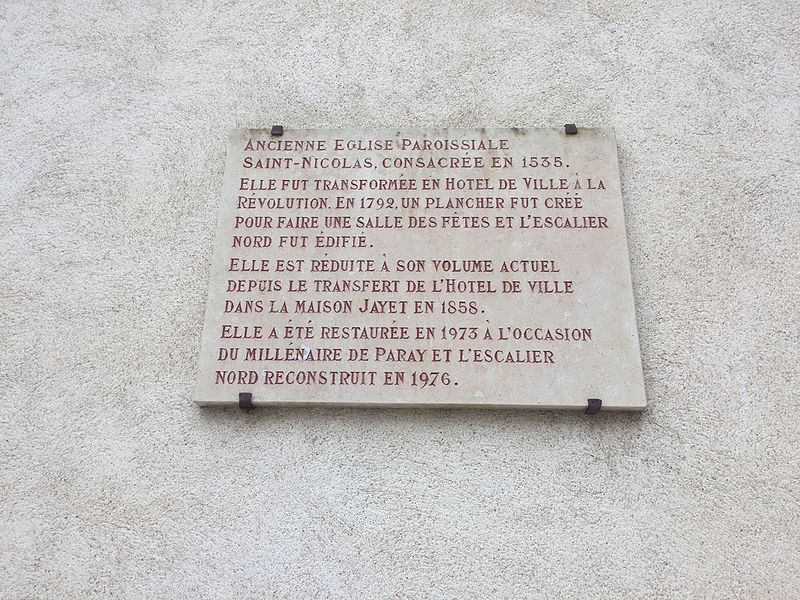 ANCIENNE EGLISE PAROISSIALE
SAINT-NICOLAS, CONSACRÉE EN 1535.
ELLE FUT TRANSFORMÉE EN HOTEL DE VILLE À LA
RÉVOLUTION. EN 1792, UN PLANCHER FUT CRÉÉ
POUR FAIRE UNE SALLE DES FÊTES ET L'ESCALIER
NORD FUT ÉDIFIÉ.
ELLE EST RÉDUITE À SON VOLUME ACTUEL
DEPUIS LE TRANSFERT DE L'HOTEL DE VILLE
DANS LA MAISON JAYET EN 1858.
ELLE A ÉTÉ RESTAURÉE EN 1973 À L'OCCASION
DU MILLÉNAIRE DE PARAY ET L'ESCALIER
NORD RECONSTRUIT EN 1976.